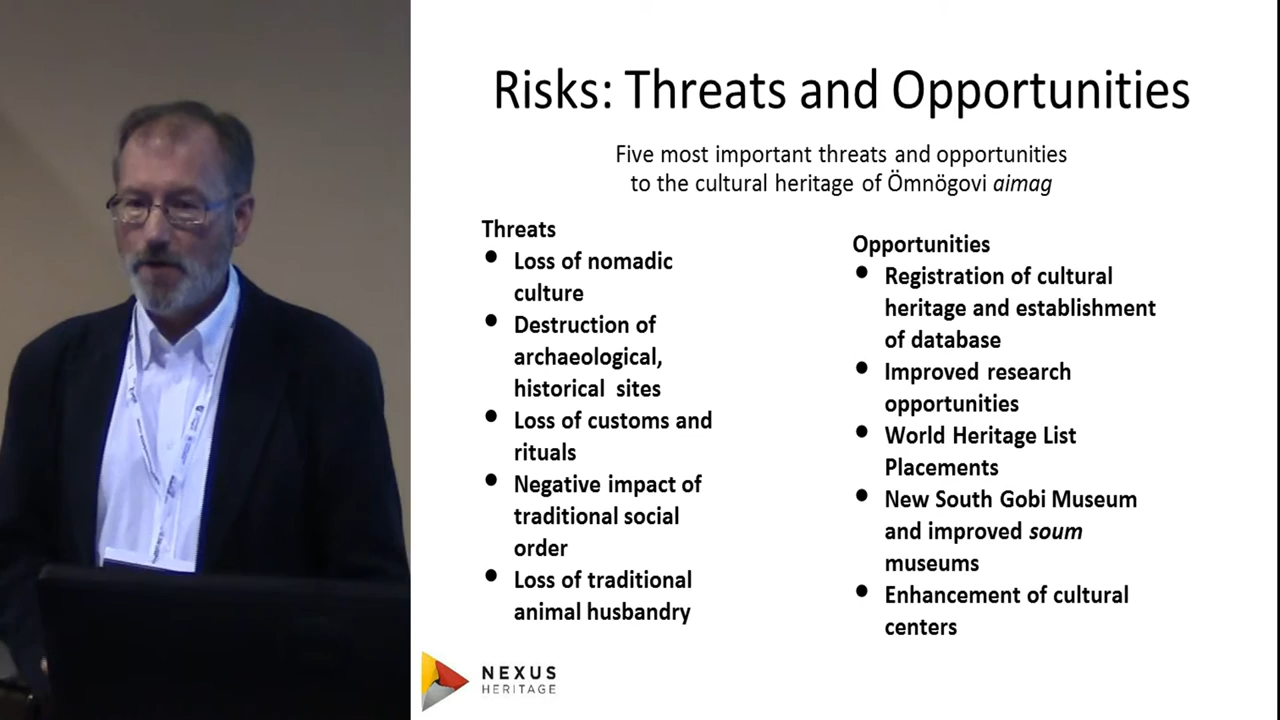 Risks: Threats and Opportunities
Five most important threats and opportunities
to the cultural heritage of Ömnögovi aimag
Threats
• Loss of nomadic
culture
• Destruction of
archaeological,
historical sites
• Loss of customs and
rituals
• Negative impact of
traditional social
order
• Loss of traditional
animal husbandry
Opportunities
• Registration of cultural
heritage and establishment
of database
• Improved research
opportunities
• World Heritage List
Placements
• New South Gobi Museum
and improved soum
museums
• Enhancement of cultural
centers
NEXUS
HERITAGE